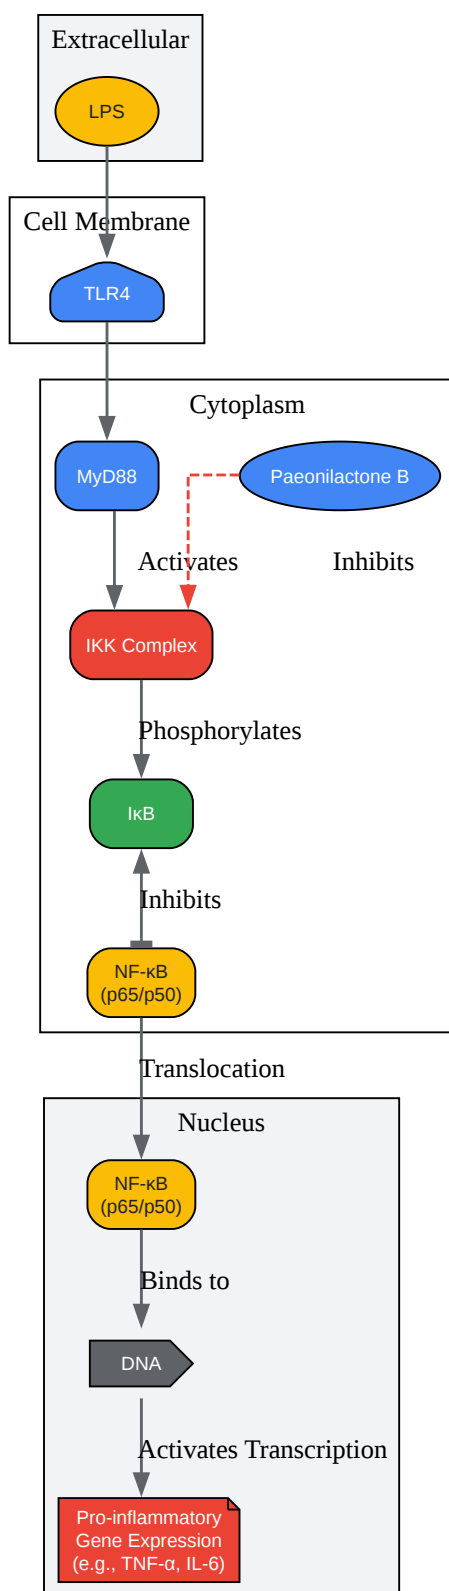 Extracellular
LPS
Cell Membrane
TLR4
Cytoplasm
MyD88
Paeonilactone B
Activates
Inhibits
IKK Complex
Phosphorylates
IκB
Inhibits
NF-κB
(p65/p50)
Translocation
Nucleus
NF-κB
(p65/p50)
Binds to
DNA
Activates Transcription
Pro-inflammatory
Gene Expression
(e.g., TNF-α, IL-6)